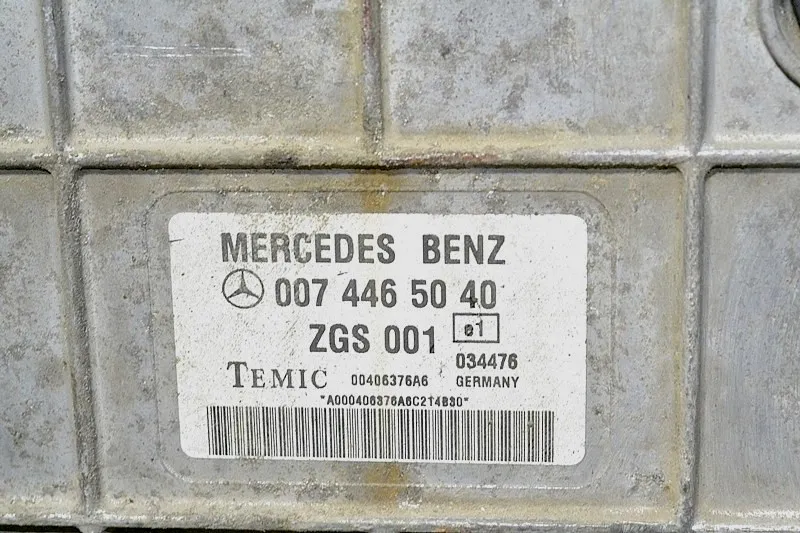 MERCEDES BENZ
007 446 50 40
ZGS 001 e1
034476
TEMIC 00406376A6 GERMANY
*A000406376A6C214B30*